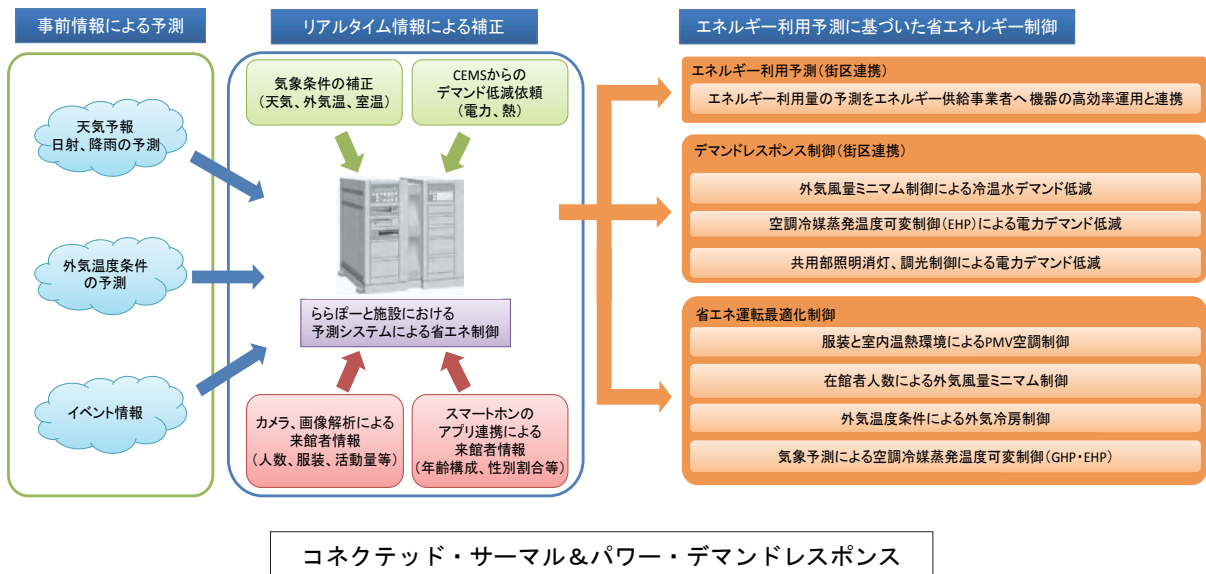 事前情報による予測
天気予報
日射、降雨の予測
外気温度条件
の予測
イベント情報
リアルタイム情報による補正
気象条件の補正
(天気、外気温、室温)
CEMSからの
デマンド低減依頼
(電力、熱)
ららぽーと施設における
予測システムによる省エネ制御
カメラ、画像解析による
来館者情報
(人数、服装、活動量等)
スマートホンの
アプリ連携による
来館者情報
(年齢構成、性別割合等)
エネルギー利用予測に基づいた省エネルギー制御
エネルギー利用予測(街区連携)
エネルギー利用量の予測をエネルギー供給事業者へ機器の高効率運用と連携
デマンドレスポンス制御(街区連携)
外気風量ミニマム制御による冷温水デマンド低減
空調冷媒蒸発温度可変制御(EHP)による電力デマンド低減
共用部照明消灯、調光制御による電力デマンド低減
省エネ運転最適化制御
服装と室内温熱環境によるPMV空調制御
在館者人数による外気風量ミニマム制御
外気温度条件による外気冷房制御
気象予測による空調冷媒蒸発温度可変制御(GHP・EHP)
コネクテッド・サーマル&パワー・デマンドレスポンス